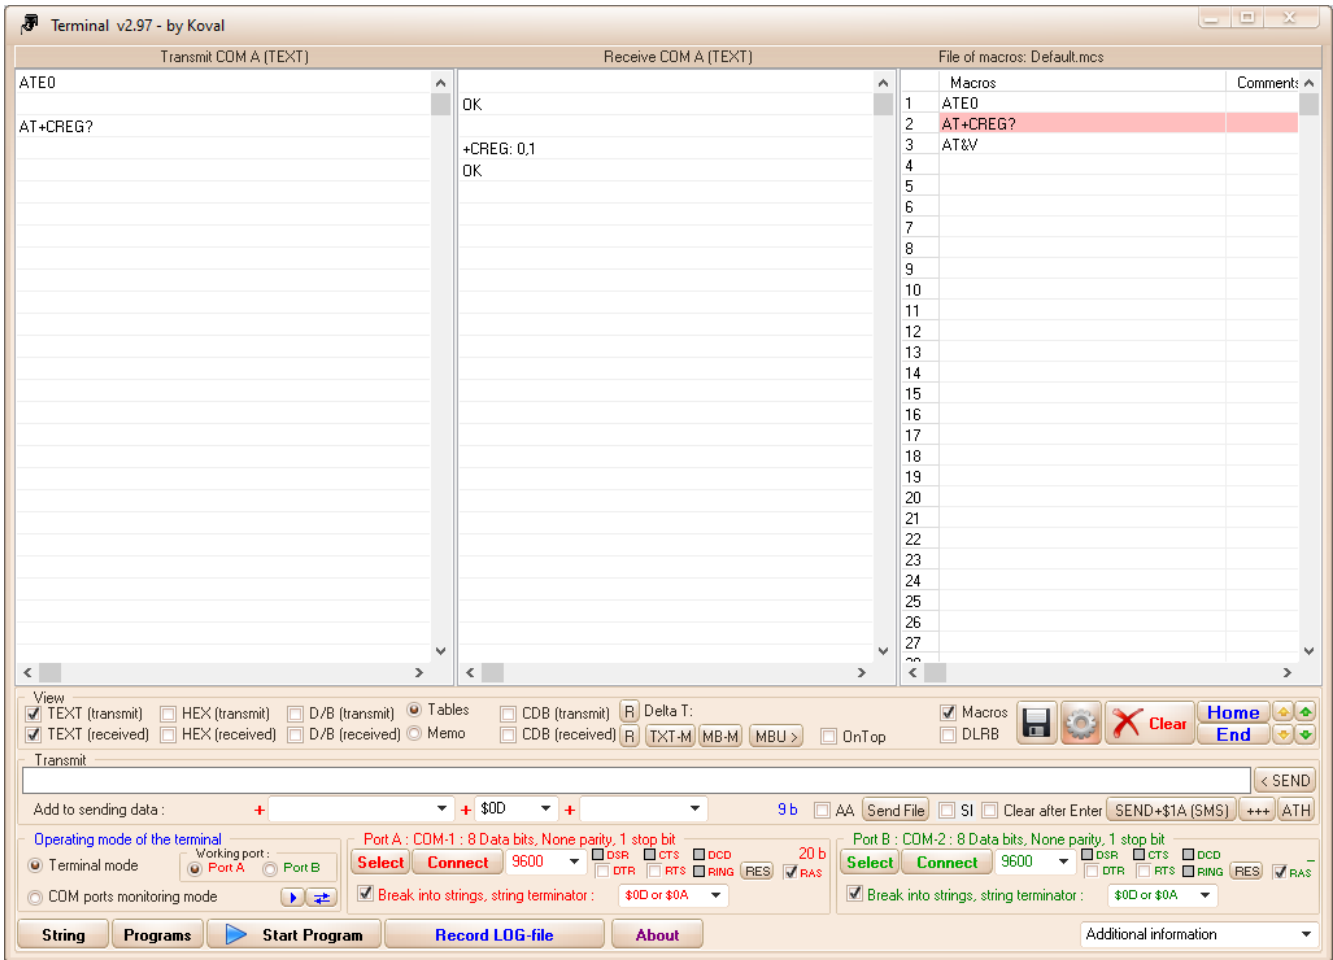 Terminal v2.97 - by Koval
Transmit COM A (TEXT)
Receive COM A (TEXT)
File of macros: Default.mcs
ATE0
AT+CREG?
OK
+CREG: 0,1
OK
Macros Comments
1 ATE0
2 AT+CREG?
3 AT&V
4
5
6
7
8
9
10
11
12
13
14
15
16
17
18
19
20
21
22
23
24
25
26
27
View
TEXT (transmit) HEX (transmit) D/B (transmit) Tables CDB (transmit) R Delta T: Macros
TEXT (received) HEX (received) D/B (received) Memo CDB (received) R TXT-M MB-M MBU > OnTop DLRB
Clear
Home
End
Transmit
< SEND
Add to sending data : + + $0D + 9 b AA Send File SI Clear after Enter SEND+$1A (SMS) +++ ATH
Operating mode of the terminal
Terminal mode
Working port :
Port A Port B
COM ports monitoring mode
Port A : COM-1 : 8 Data bits, None parity, 1 stop bit
Select Connect 9600 DSR CTS DCD 20 b
DTR RTS RING RES RAS
Break into strings, string terminator : $0D or $0A
Port B : COM-2 : 8 Data bits, None parity, 1 stop bit
Select Connect 9600 DSR CTS DCD –
DTR RTS RING RES RAS
Break into strings, string terminator : $0D or $0A
String Programs Start Program Record LOG-file About Additional information